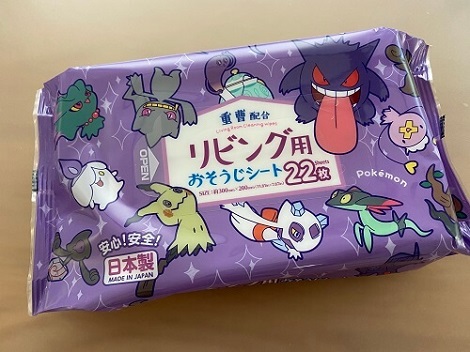 重曹配合
Living Room Cleaning wipes
リビング用
おそうじシート 22枚
Sheets
OPEN
Pokémon
安心!安全!
日本製
MADE IN JAPAN